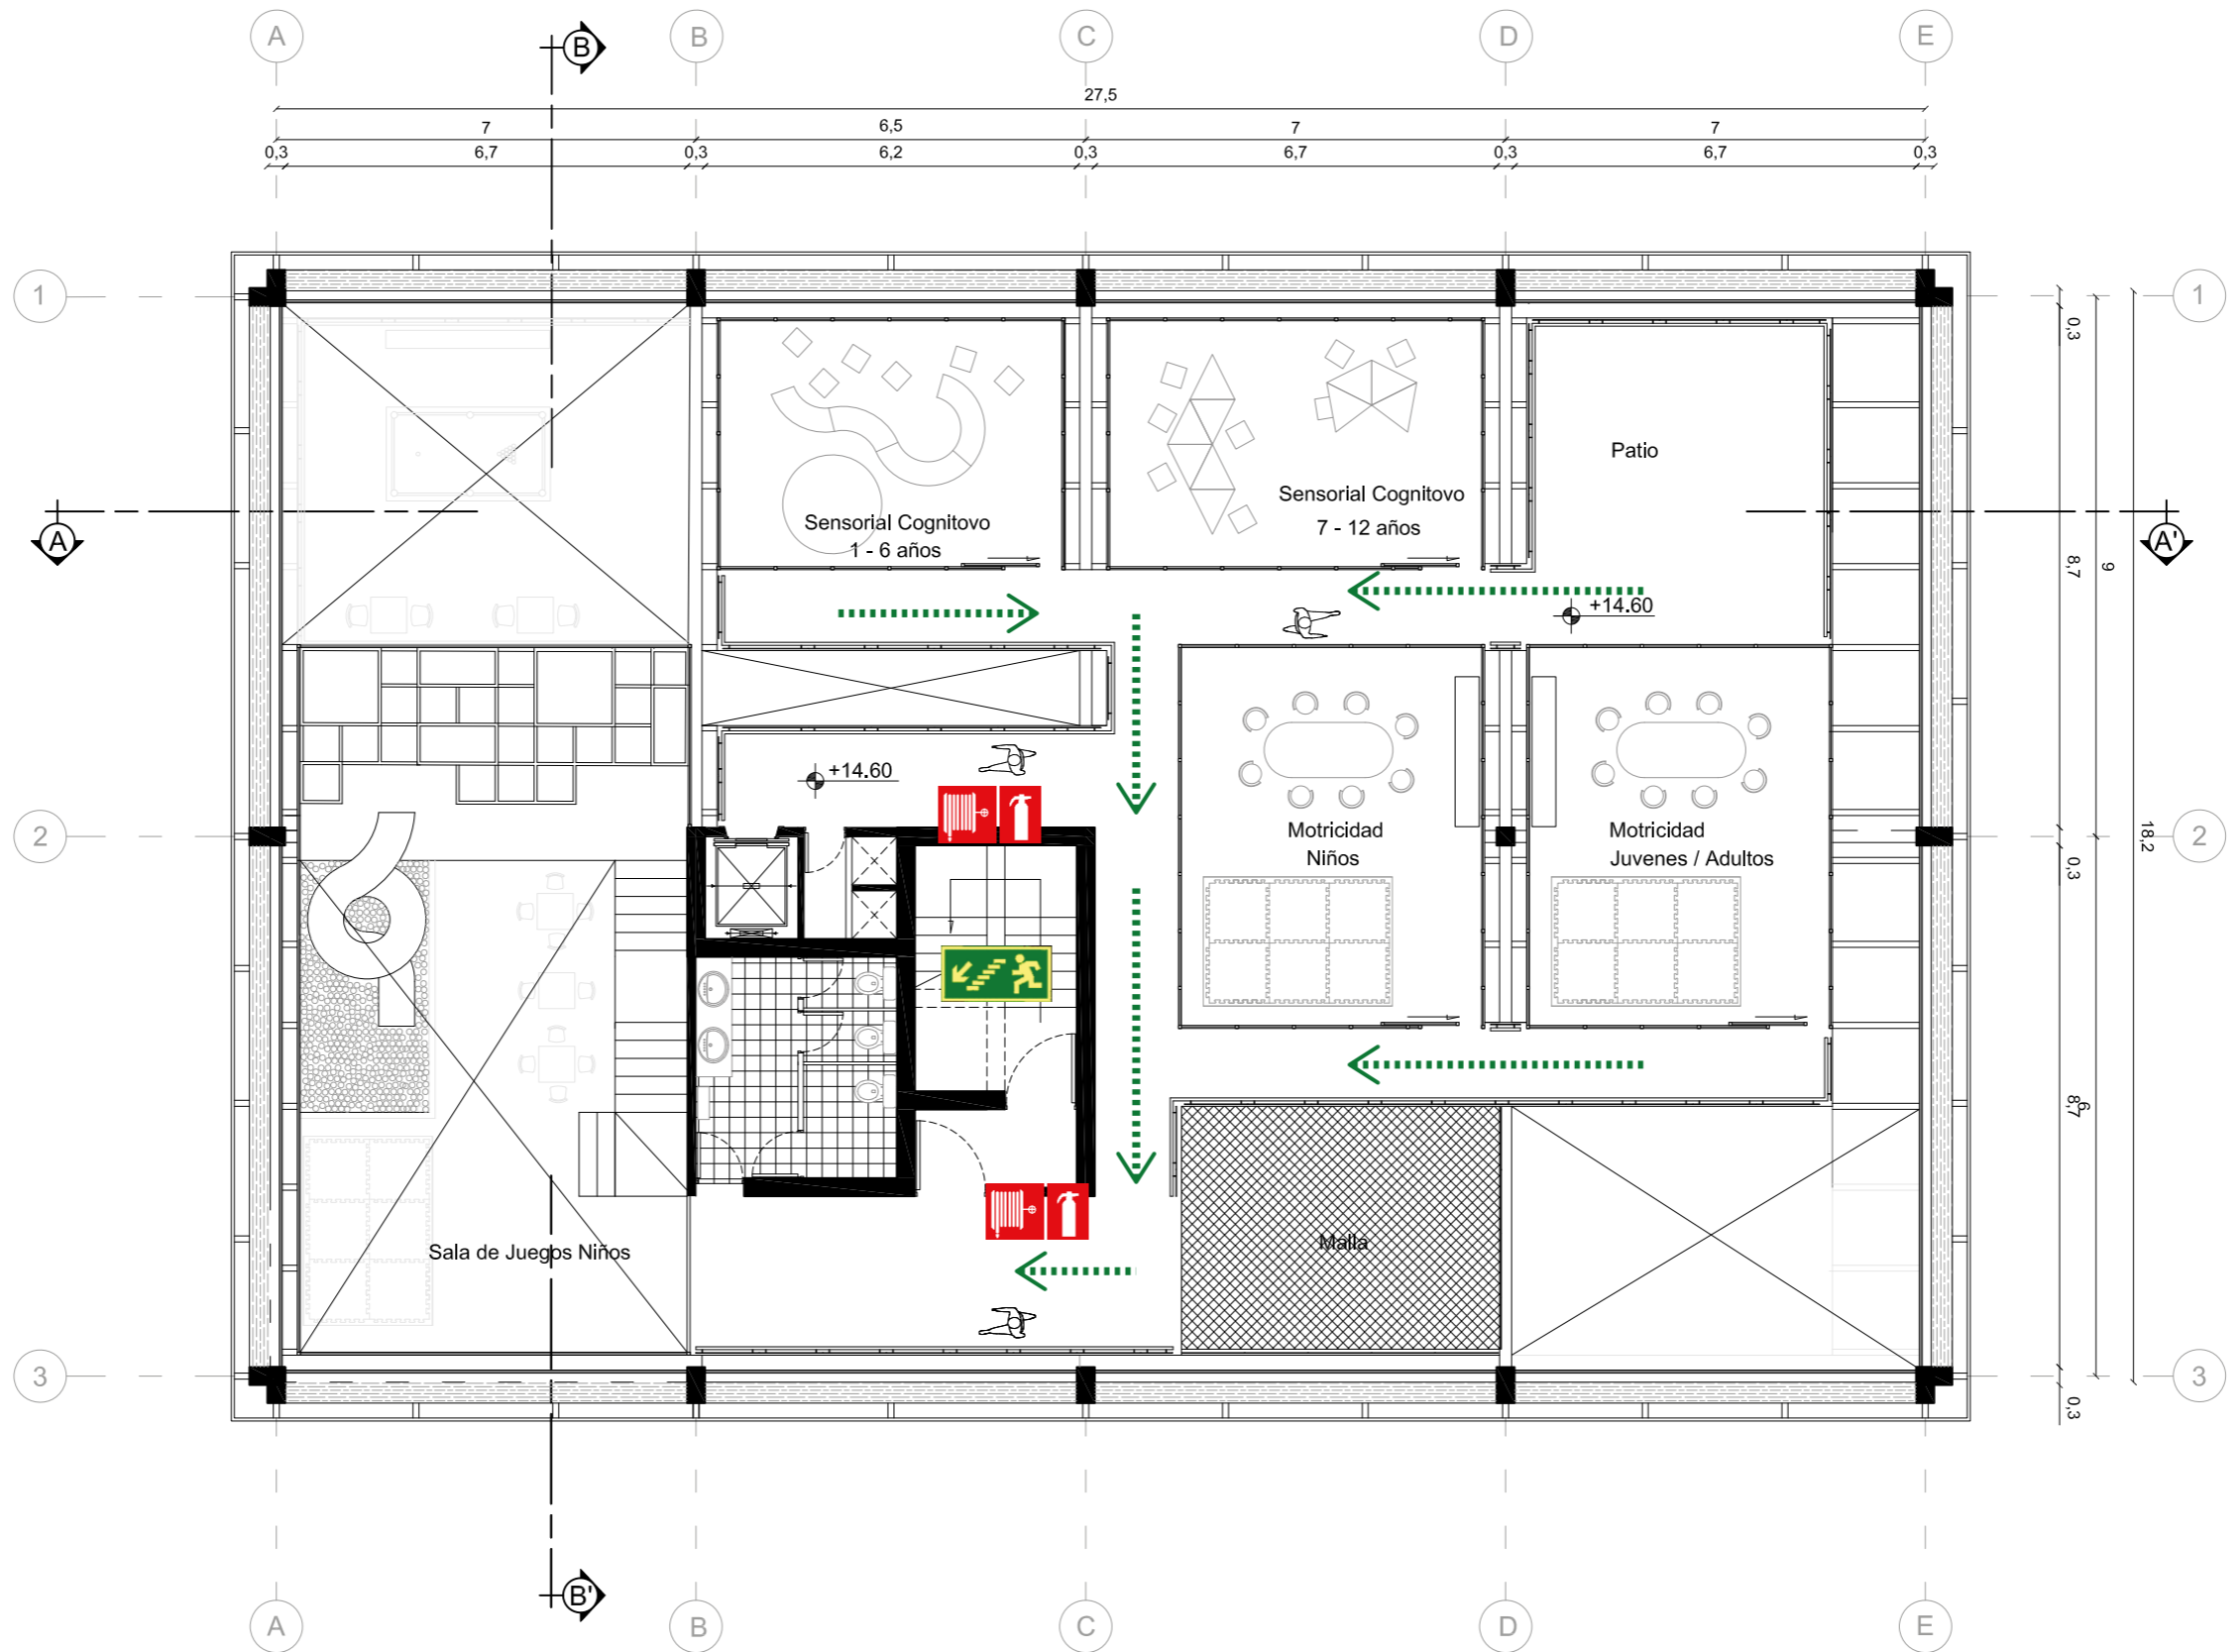 A
B
B
C
D
E
27,5
7
6,5
7
7
0,3
6,7
0,3
6,2
0,3
6,7
0,3
6,7
0,3
1
1
0,3
Patio
Sensorial Cognitovo
7 - 12 años
Sensorial Cognitovo
1 - 6 años
A
A'
8,7
9
+14.60
+14.60
2
2
Motricidad
Niños
Motricidad
Juvenes / Adultos
18,2
0,3
9
8,7
Sala de Juegos Niños
Malla
3
3
0,3
B'
A
B
C
D
E